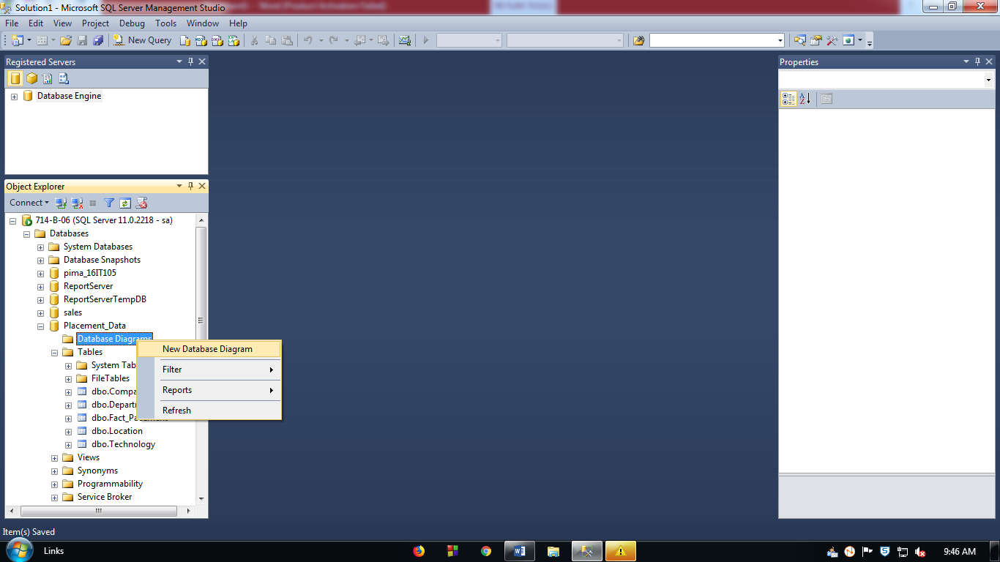 Solution1 - Microsoft SQL Server Management Studio
File Edit View Project Debug Tools Window Help
New Query
Registered Servers
Database Engine
Object Explorer
Connect
714-B-06 (SQL Server 11.0.2218 - sa)
Databases
System Databases
Database Snapshots
pima_16IT105
ReportServer
ReportServerTempDB
sales
Placement_Data
Database Diagrams
Tables
System Tab
FileTables
dbo.Compa
dbo.Departm
dbo.Fact_Pla
dbo.Location
dbo.Technology
Views
Synonyms
Programmability
Service Broker
New Database Diagram
Filter
Reports
Refresh
Properties
Item(s) Saved
Links
9:46 AM